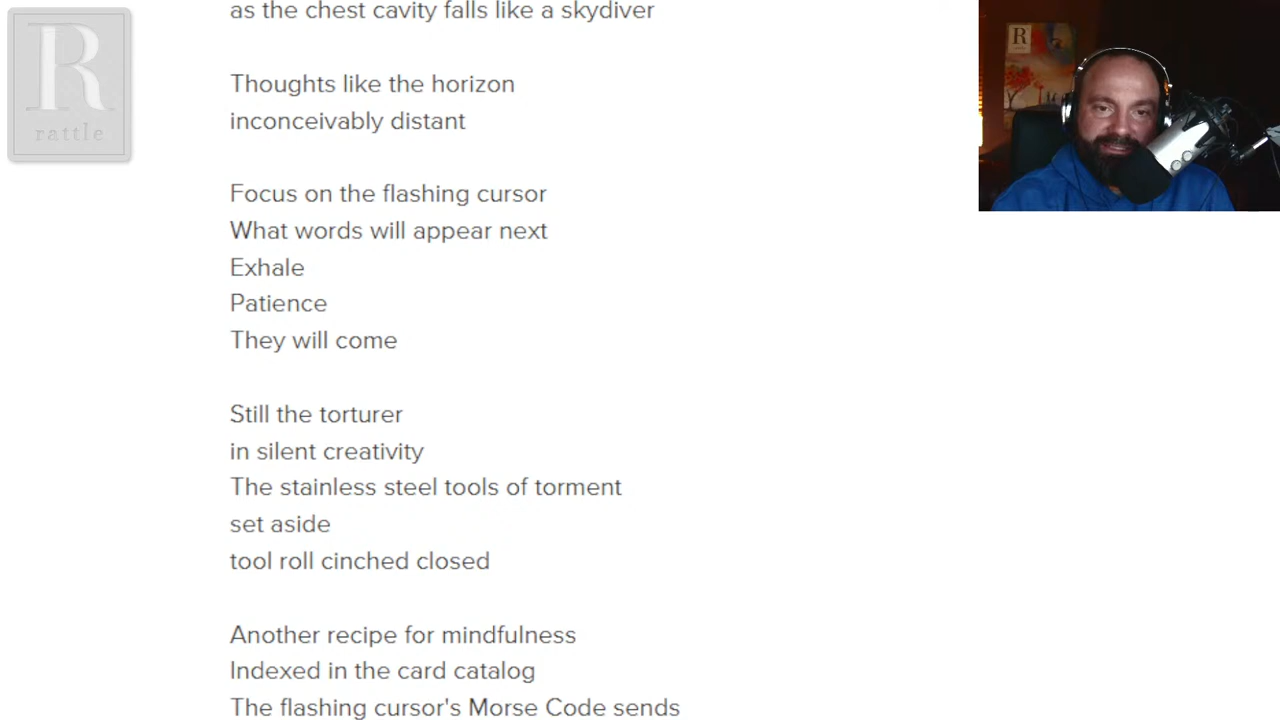 as the chest cavity falls like a skydiver
Thoughts like the horizon
inconceivably distant
Focus on the flashing cursor
What words will appear next
Exhale
Patience
They will come
Still the torturer
in silent creativity
The stainless steel tools of torment
set aside
tool roll cinched closed
Another recipe for mindfulness
Indexed in the card catalog
The flashing cursor's Morse Code sends
R
rattle
R